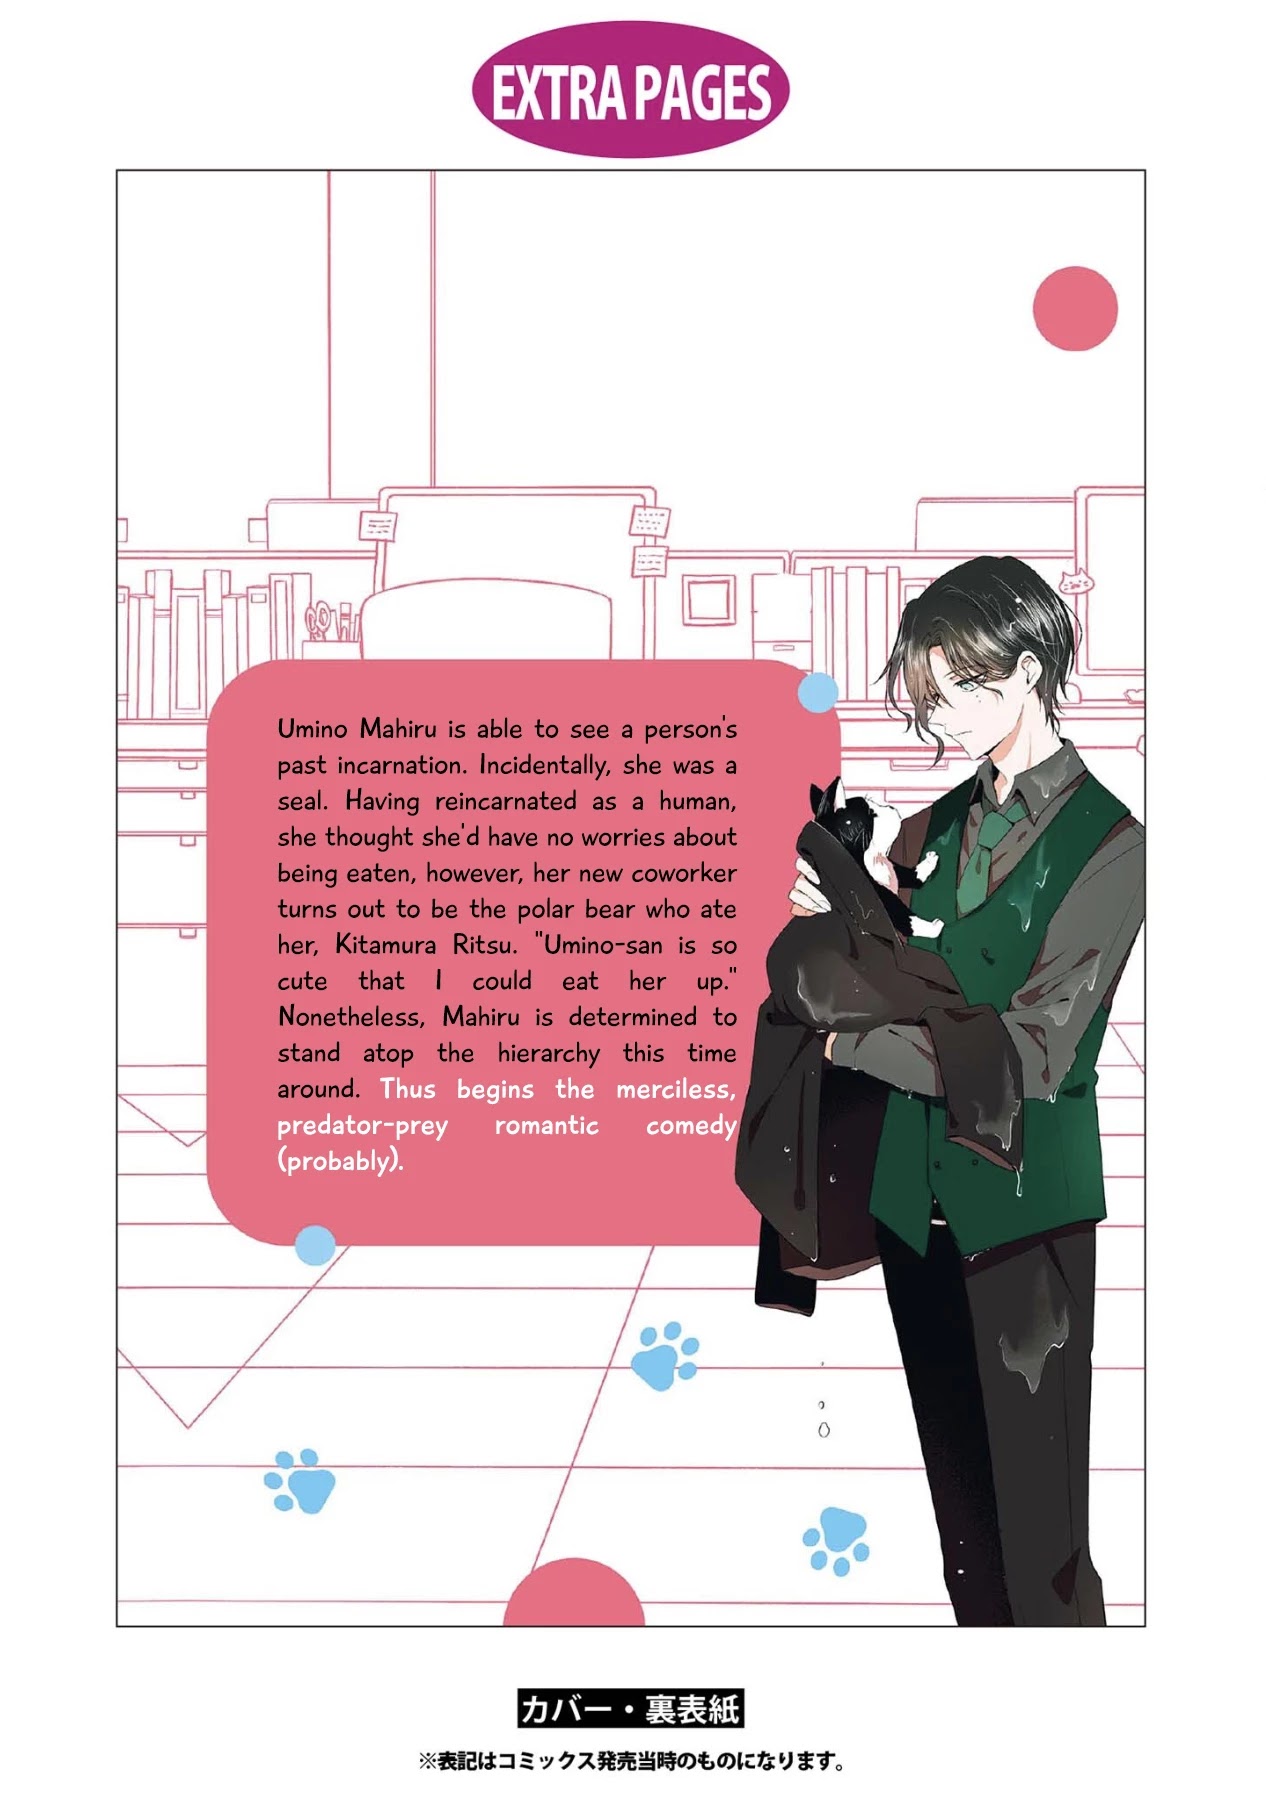 EXTRA PAGES
Umino Mahiru is able to see a person's
past incarnation. Incidentally, she was a
seal. Having reincarnated as a human,
she thought she'd have no worries about
being eaten, however, her new coworker
turns out to be the polar bear who ate
her, Kitamura Ritsu. "Umino-san is so
cute that I could eat her up."
Nonetheless, Mahiru is determined to
stand atop the hierarchy this time
around. Thus begins the merciless,
predator-prey romantic comedy
(probably).
カバー・裏表紙
※表記はコミックス発売当時のものになります。